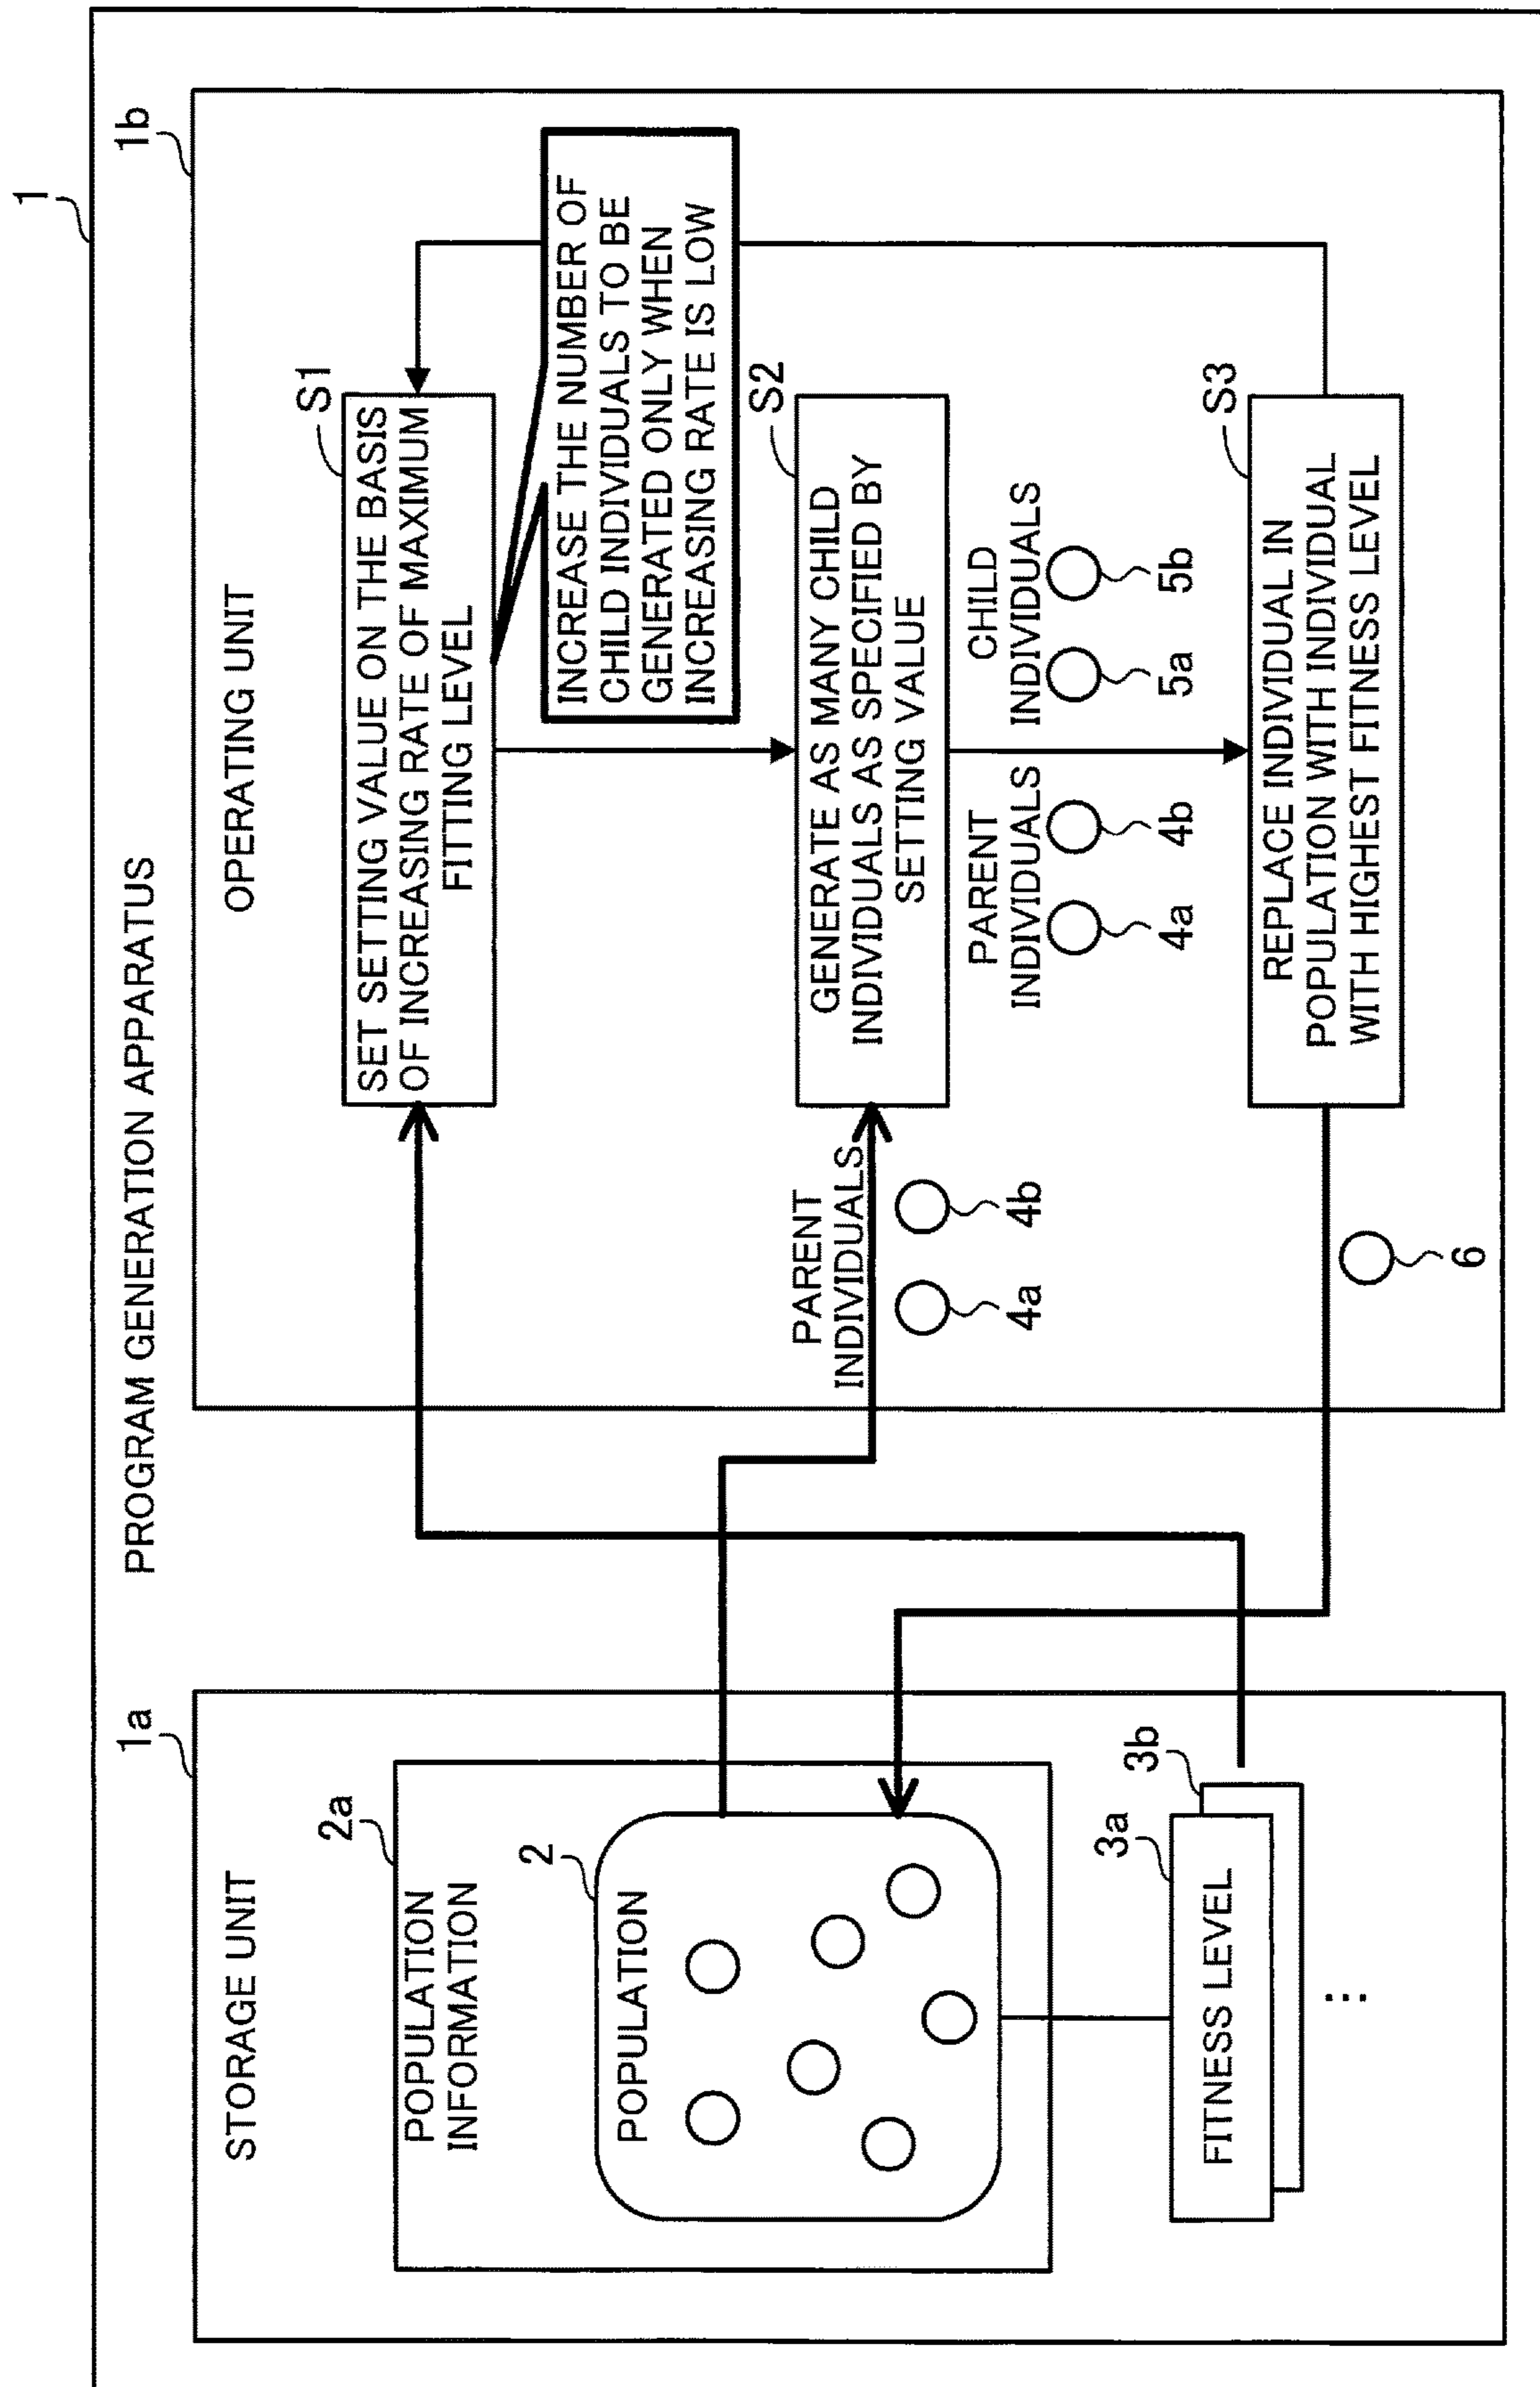 1
PROGRAM GENERATION APPARATUS
1a
STORAGE UNIT
2a
POPULATION
INFORMATION
2
POPULATION
3a
3b
FITNESS LEVEL
...
1b
OPERATING UNIT
S1
SET SETTING VALUE ON THE BASIS
OF INCREASING RATE OF MAXIMUM
FITTING LEVEL
INCREASE THE NUMBER OF
CHILD INDIVIDUALS TO BE
GENERATED ONLY WHEN
INCREASING RATE IS LOW
PARENT
INDIVIDUALS
4a
4b
S2
GENERATE AS MANY CHILD
INDIVIDUALS AS SPECIFIED BY
SETTING VALUE
PARENT
INDIVIDUALS
4a
4b
CHILD
INDIVIDUALS
5a
5b
S3
REPLACE INDIVIDUAL IN
POPULATION WITH INDIVIDUAL
WITH HIGHEST FITNESS LEVEL
6